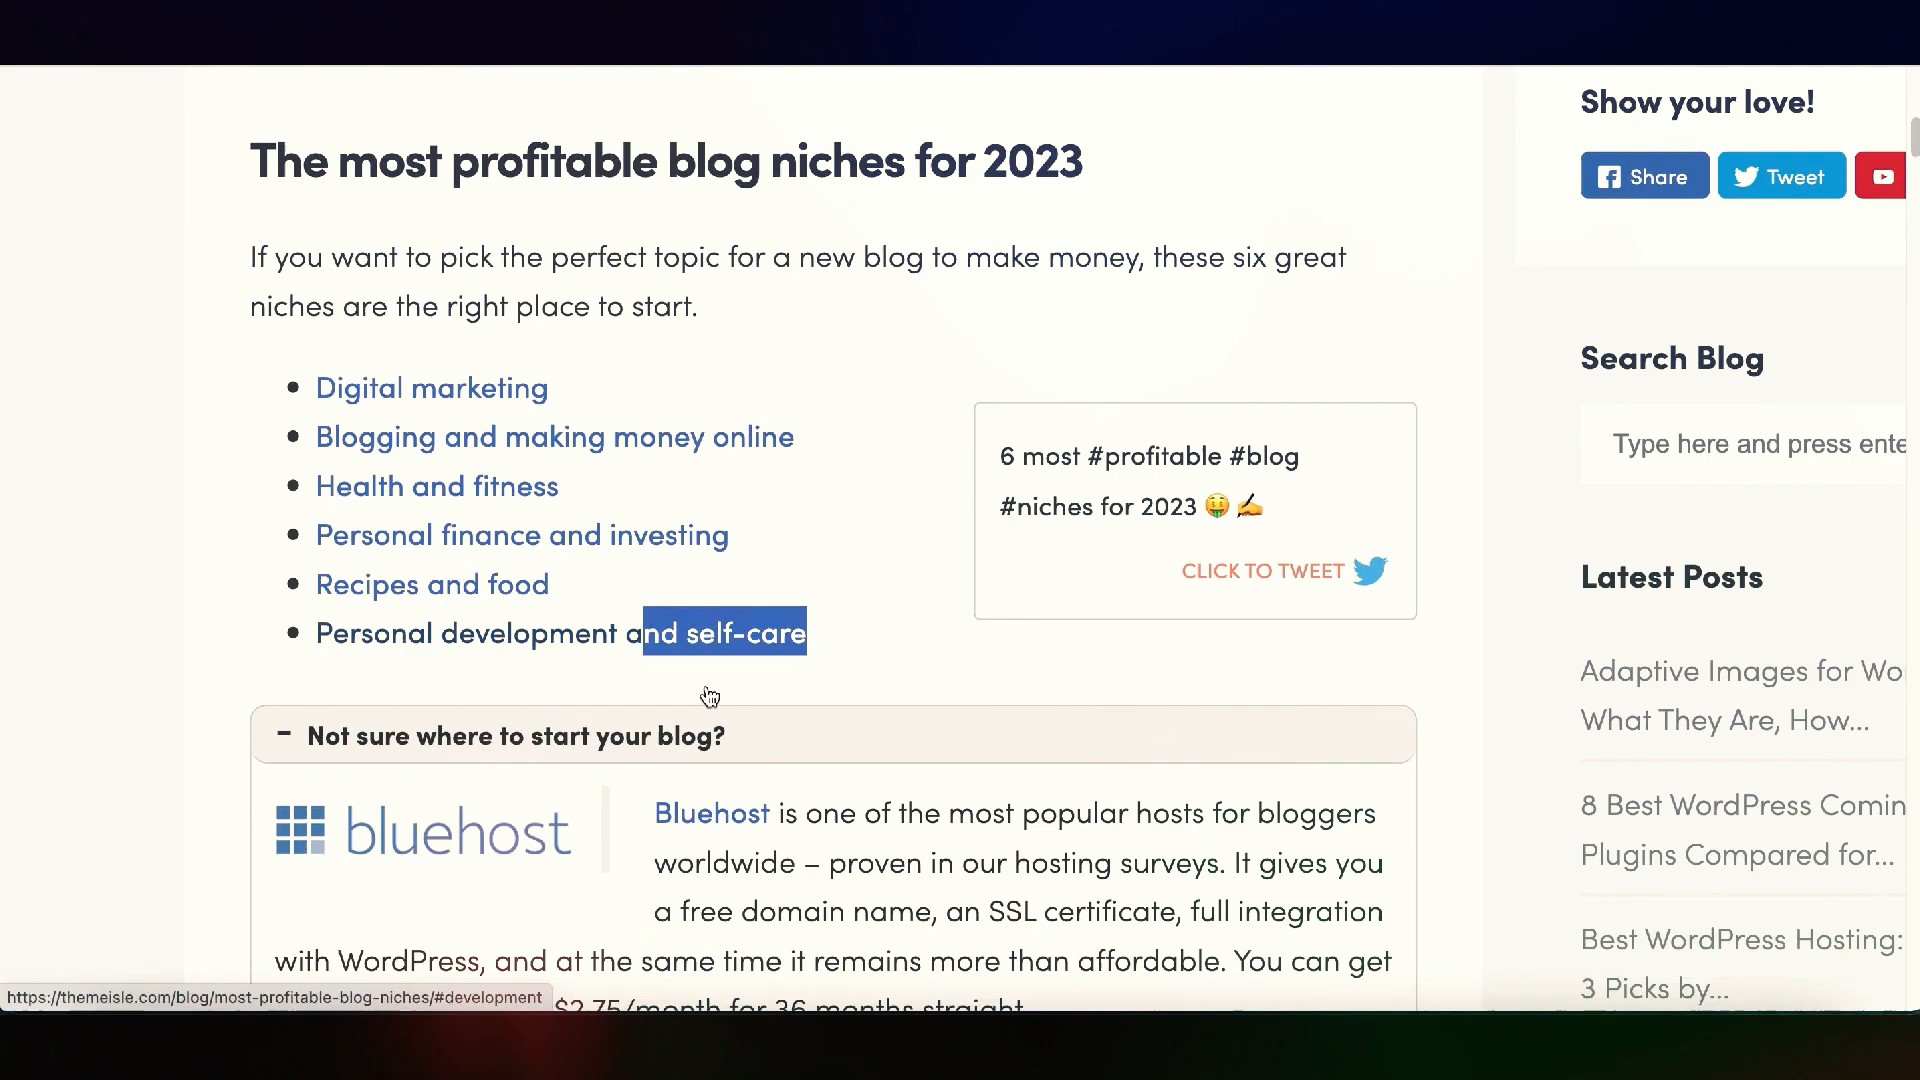 The most profitable blog niches for 2023
If you want to pick the perfect topic for a new blog to make money, these six great
niches are the right place to start.
Digital marketing
Blogging and making money online
Health and fitness
Personal finance and investing
Recipes and food
Personal development and self-care
6 most #profitable #blog
#niches for 2023 🤑 ✍️
CLICK TO TWEET
- Not sure where to start your blog?
bluehost
Bluehost is one of the most popular hosts for bloggers
worldwide – proven in our hosting surveys. It gives you
a free domain name, an SSL certificate, full integration
with WordPress, and at the same time it remains more than affordable. You can get
$2.75/month for 36 months straight
https://themeisle.com/blog/most-profitable-blog-niches/#development
Show your love!
Share
Tweet
Search Blog
Type here and press ente
Latest Posts
Adaptive Images for Wo
What They Are, How...
8 Best WordPress Comin
Plugins Compared for...
Best WordPress Hosting:
3 Picks by...